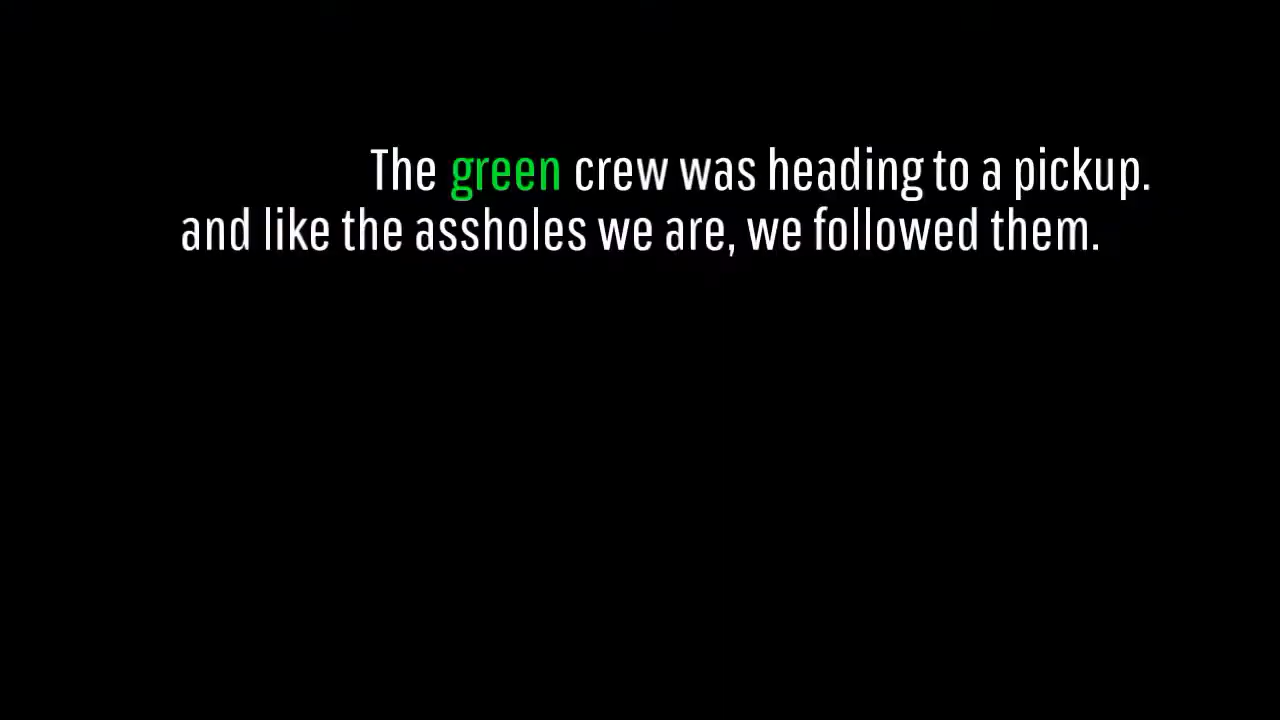 The green crew was heading to a pickup.
and like the assholes we are, we followed them.